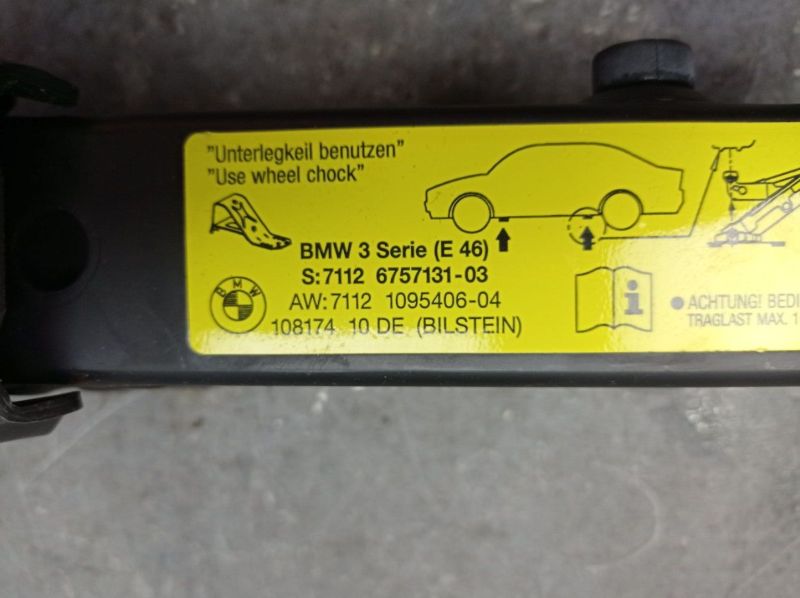 "Unterlegkeil benutzen"
"Use wheel chock"
BMW 3 Serie (E 46)
S:7112 6757131-03
AW:7112 1095406-04
108174 10 DE (BILSTEIN)
BMW
i
● ACHTUNG! BEDI
TRAGLAST MAX. 1